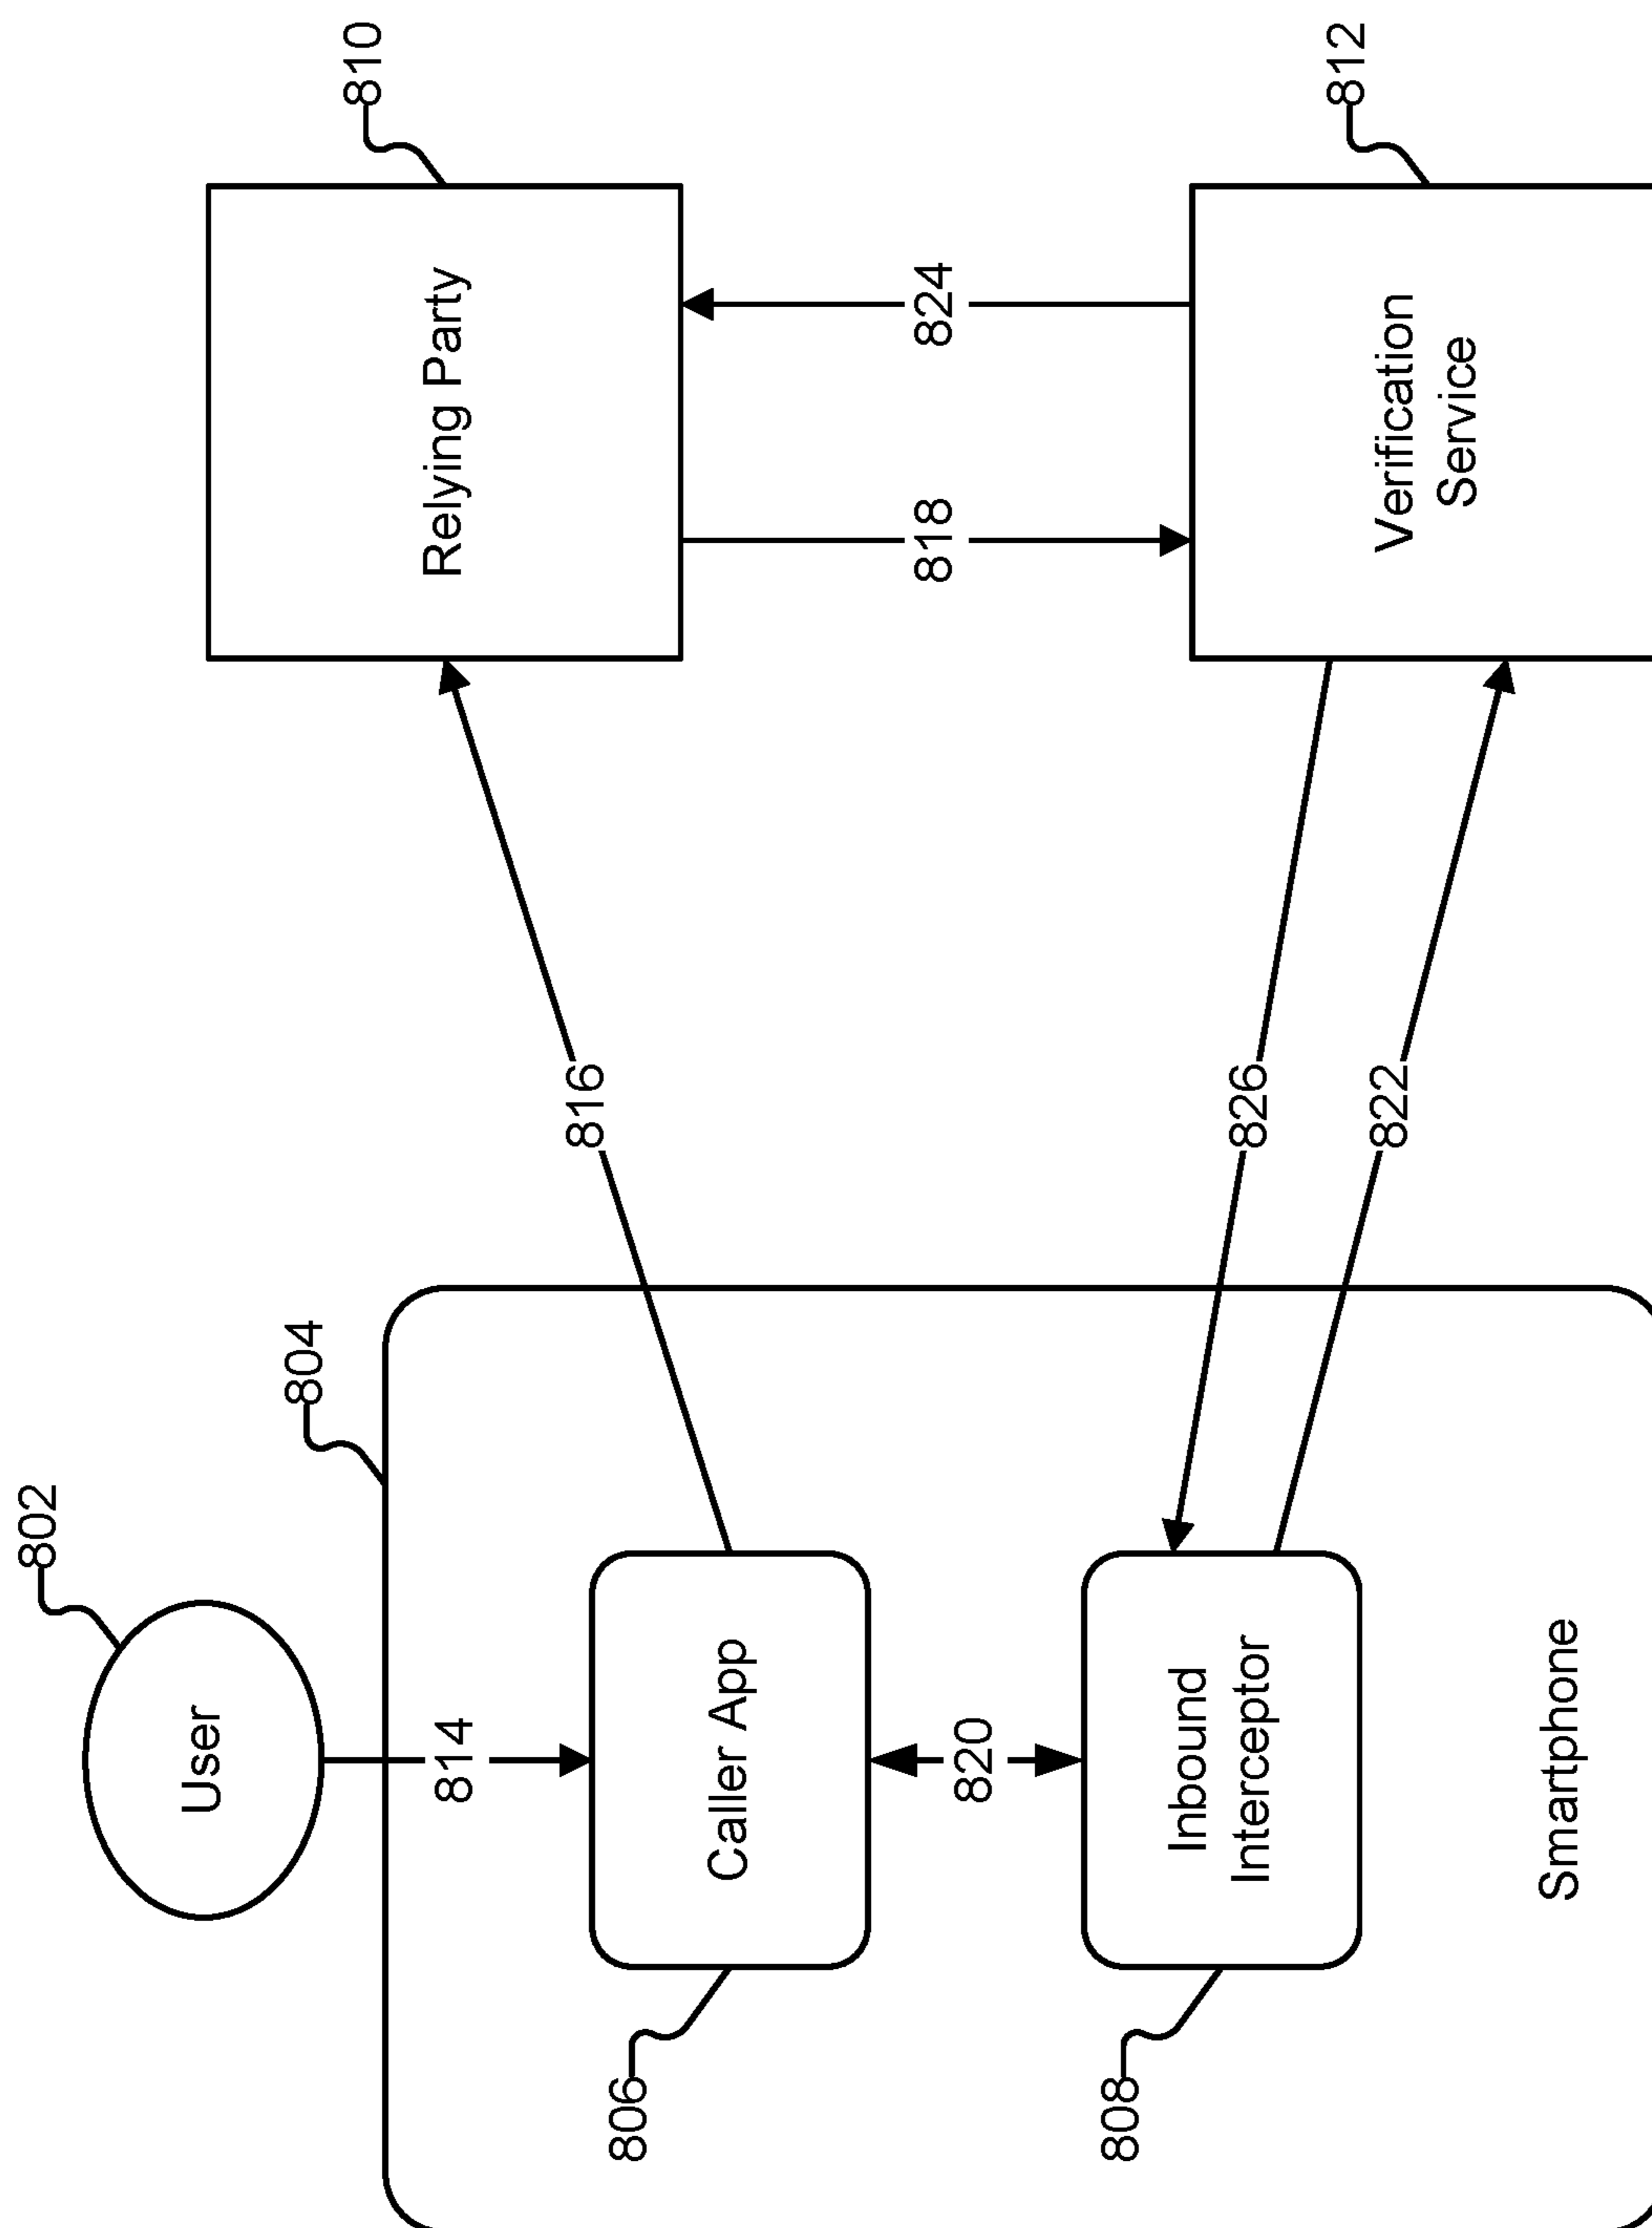 802
User
804
814
806
Caller App
816
810
Relying Party
820
818
824
808
Inbound
Interceptor
826
822
812
Verification
Service
Smartphone